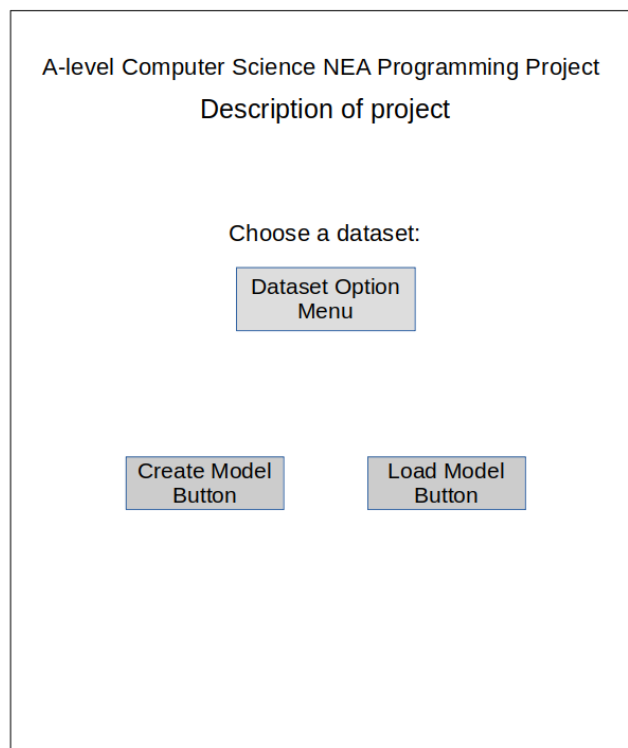 A-level Computer Science NEA Programming Project
Description of project
Choose a dataset:
Dataset Option
Menu
Create Model
Button
Load Model
Button